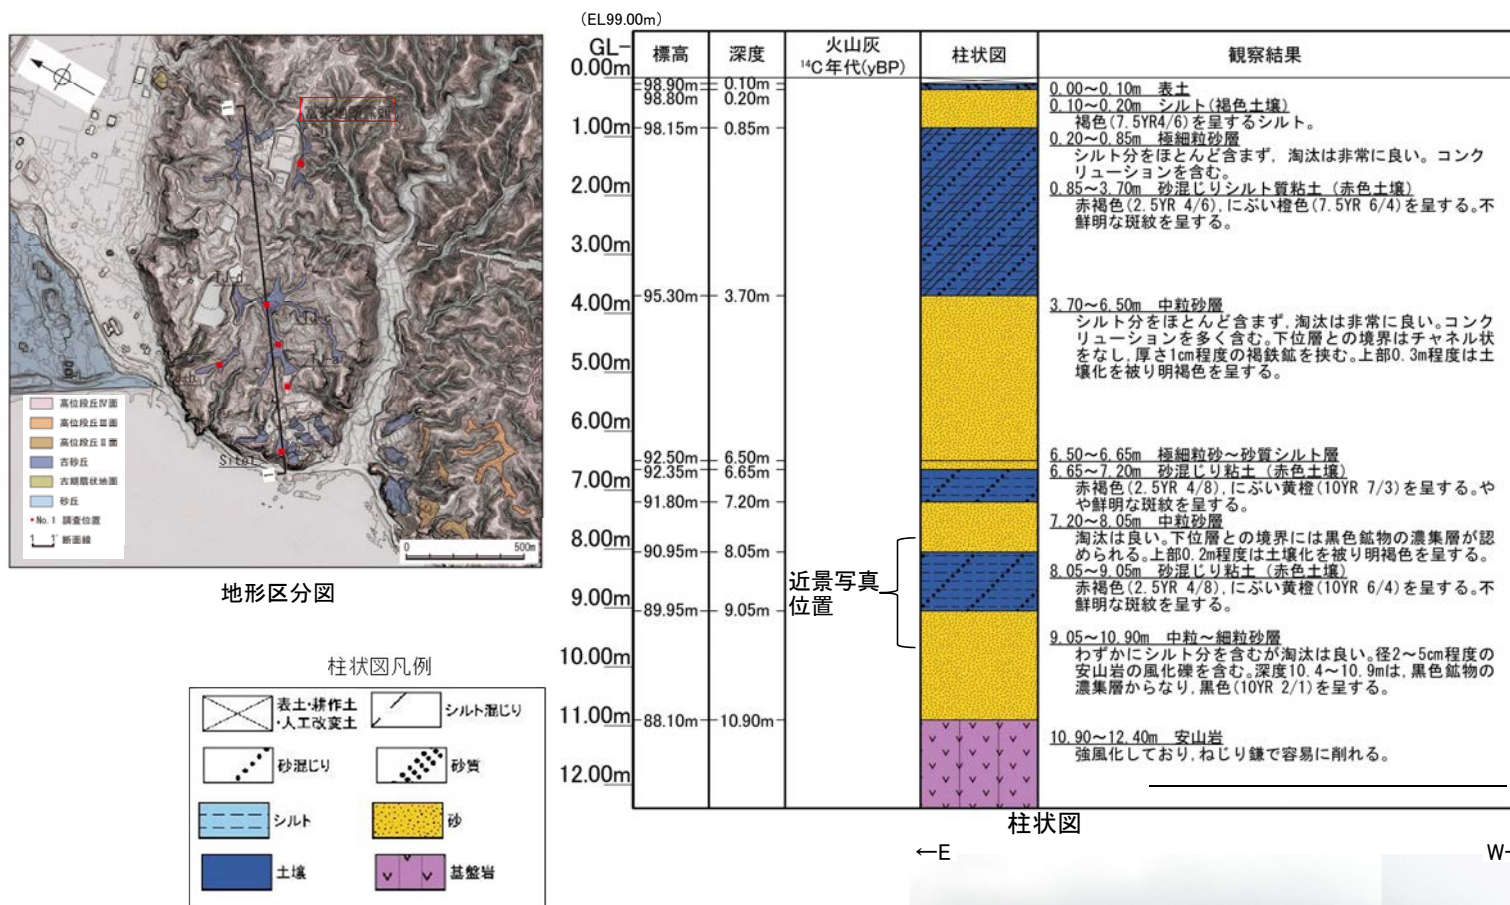 高位段丘Ⅳ面
高位段丘Ⅲ面
高位段丘Ⅱ面
古砂丘
古期扇状地面
砂丘
No.1 調査位置
1 1' 断面線
0 500m
地形区分図
柱状図凡例
表土・耕作土
・人工改変土
シルト混じり
砂混じり
砂質
シルト
砂
土壌
基盤岩
(EL99.00m)
GL-
0.00m
1.00m
2.00m
3.00m
4.00m
5.00m
6.00m
7.00m
8.00m
9.00m
10.00m
11.00m
12.00m
標高 深度 火山灰 柱状図 観察結果
¹⁴C年代(yBP)
98.90m 0.10m
98.80m 0.20m
98.15m 0.85m
95.30m 3.70m
92.50m 6.50m
92.35m 6.65m
91.80m 7.20m
90.95m 8.05m
89.95m 9.05m
88.10m 10.90m
近景写真
位置
0.00~0.10m 表土
0.10~0.20m シルト(褐色土壌)
褐色(7.5YR4/6)を呈するシルト。
0.20~0.85m 極細粒砂層
シルト分をほとんど含まず, 淘汰は非常に良い。コンク
リューションを含む。
0.85~3.70m 砂混じりシルト質粘土(赤色土壌)
赤褐色(2.5YR 4/6),にぶい橙色(7.5YR 6/4)を呈する。不
鮮明な斑紋を呈する。
3.70~6.50m 中粒砂層
シルト分をほとんど含まず,淘汰は非常に良い。コンク
リューションを多く含む。下位層との境界はチャネル状
をなし,厚さ1cm程度の褐鉄鉱を挟む。上部0.3m程度は土
壌化を被り明褐色を呈する。
6.50~6.65m 極細粒砂~砂質シルト層
6.65~7.20m 砂混じり粘土(赤色土壌)
赤褐色(2.5YR 4/8),にぶい黄橙(10YR 7/3)を呈する。や
や鮮明な斑紋を呈する。
7.20~8.05m 中粒砂層
淘汰は良い。下位層との境界には黒色鉱物の濃集層が認
められる。上部0.2m程度は土壌化を被り明褐色を呈する。
8.05~9.05m 砂混じり粘土(赤色土壌)
赤褐色(2.5YR 4/8),にぶい黄橙(10YR 6/4)を呈する。不
鮮明な斑紋を呈する。
9.05~10.90m 中粒~細粒砂層
わずかにシルト分を含むが淘汰は良い。径2~5cm程度の
安山岩の風化礫を含む。深度10.4~10.9mは,黒色鉱物の
濃集層からなり,黒色(10YR 2/1)を呈する。
10.90~12.40m 安山岩
強風化しており,ねじり鎌で容易に削れる。
柱状図
←E
W-